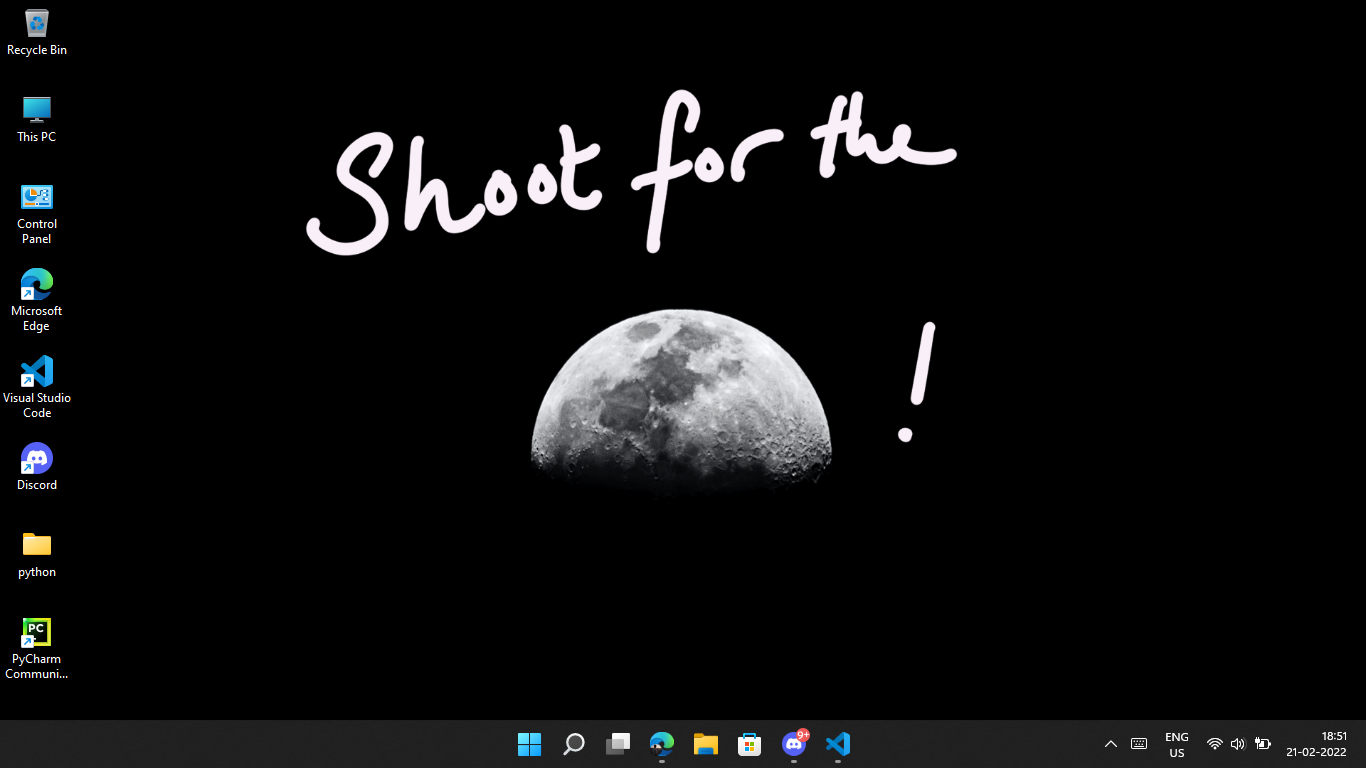 Recycle Bin
This PC
Control
Panel
Microsoft
Edge
Visual Studio
Code
Discord
python
PC
PyCharm
Communi...
Shoot for the
!
9+
ENG
US
18:51
21-02-2022